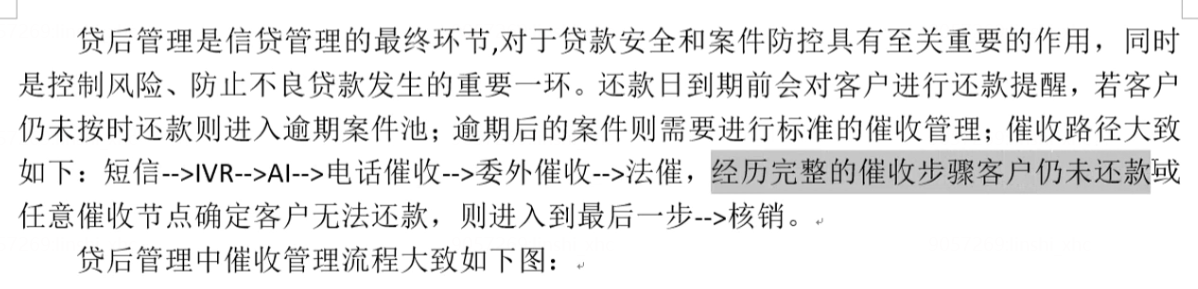 贷后管理是信贷管理的最终环节,对于贷款安全和案件防控具有至关重要的作用，同时
是控制风险、防止不良贷款发生的重要一环。还款日到期前会对客户进行还款提醒，若客户
仍未按时还款则进入逾期案件池；逾期后的案件则需要进行标准的催收管理；催收路径大致
如下：短信-->IVR-->AI-->电话催收-->委外催收-->法催，经历完整的催收步骤客户仍未还款或
任意催收节点确定客户无法还款，则进入到最后一步-->核销。
贷后管理中催收管理流程大致如下图：